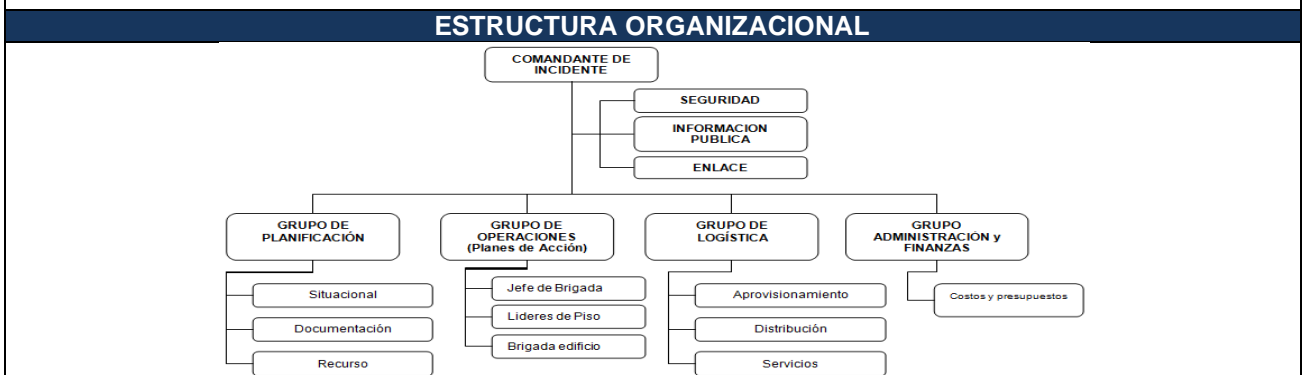 ESTRUCTURA ORGANIZACIONAL
COMANDANTE DE
INCIDENTE
SEGURIDAD
INFORMACION
PUBLICA
ENLACE
GRUPO DE
PLANIFICACIÓN
GRUPO DE
OPERACIONES
(Planes de Acción)
GRUPO DE
LOGÍSTICA
GRUPO
ADMINISTRACIÓN y
FINANZAS
Situacional
Documentación
Recurso
Jefe de Brigada
Lideres de Piso
Brigada edificio
Aprovisionamiento
Distribución
Servicios
Costos y presupuestos